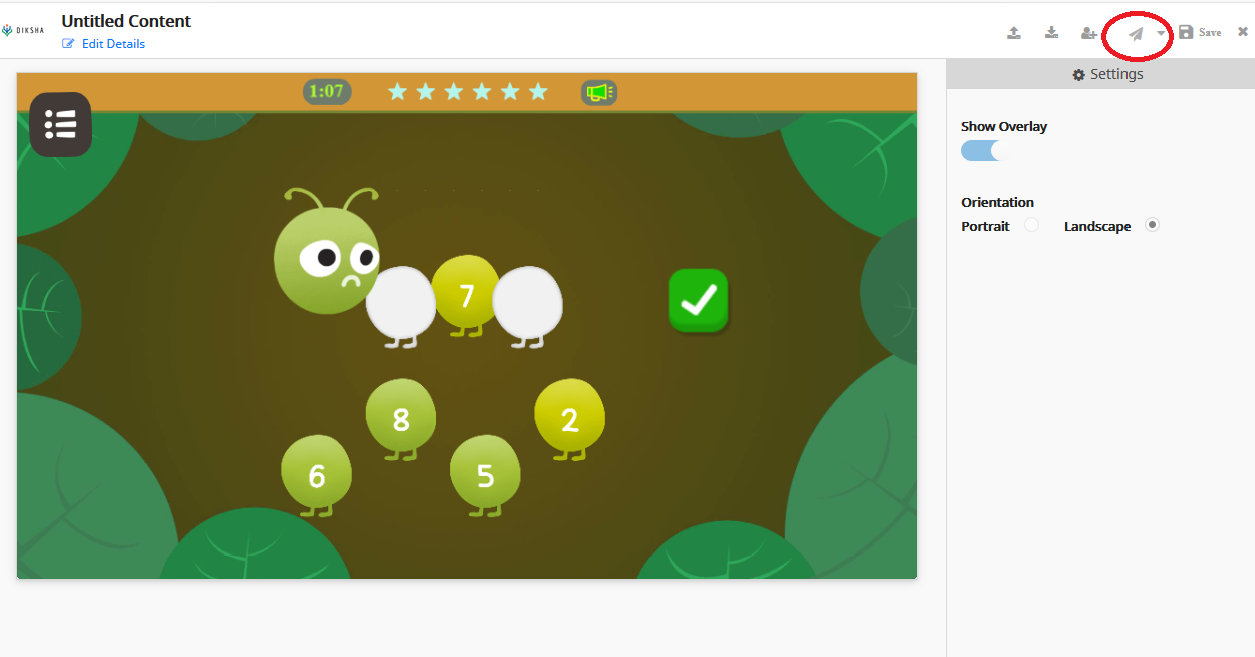 DIKSHA
Untitled Content
Edit Details
Save
Settings
1:07
Show Overlay
Orientation
Portrait Landscape
7
8
2
6
5